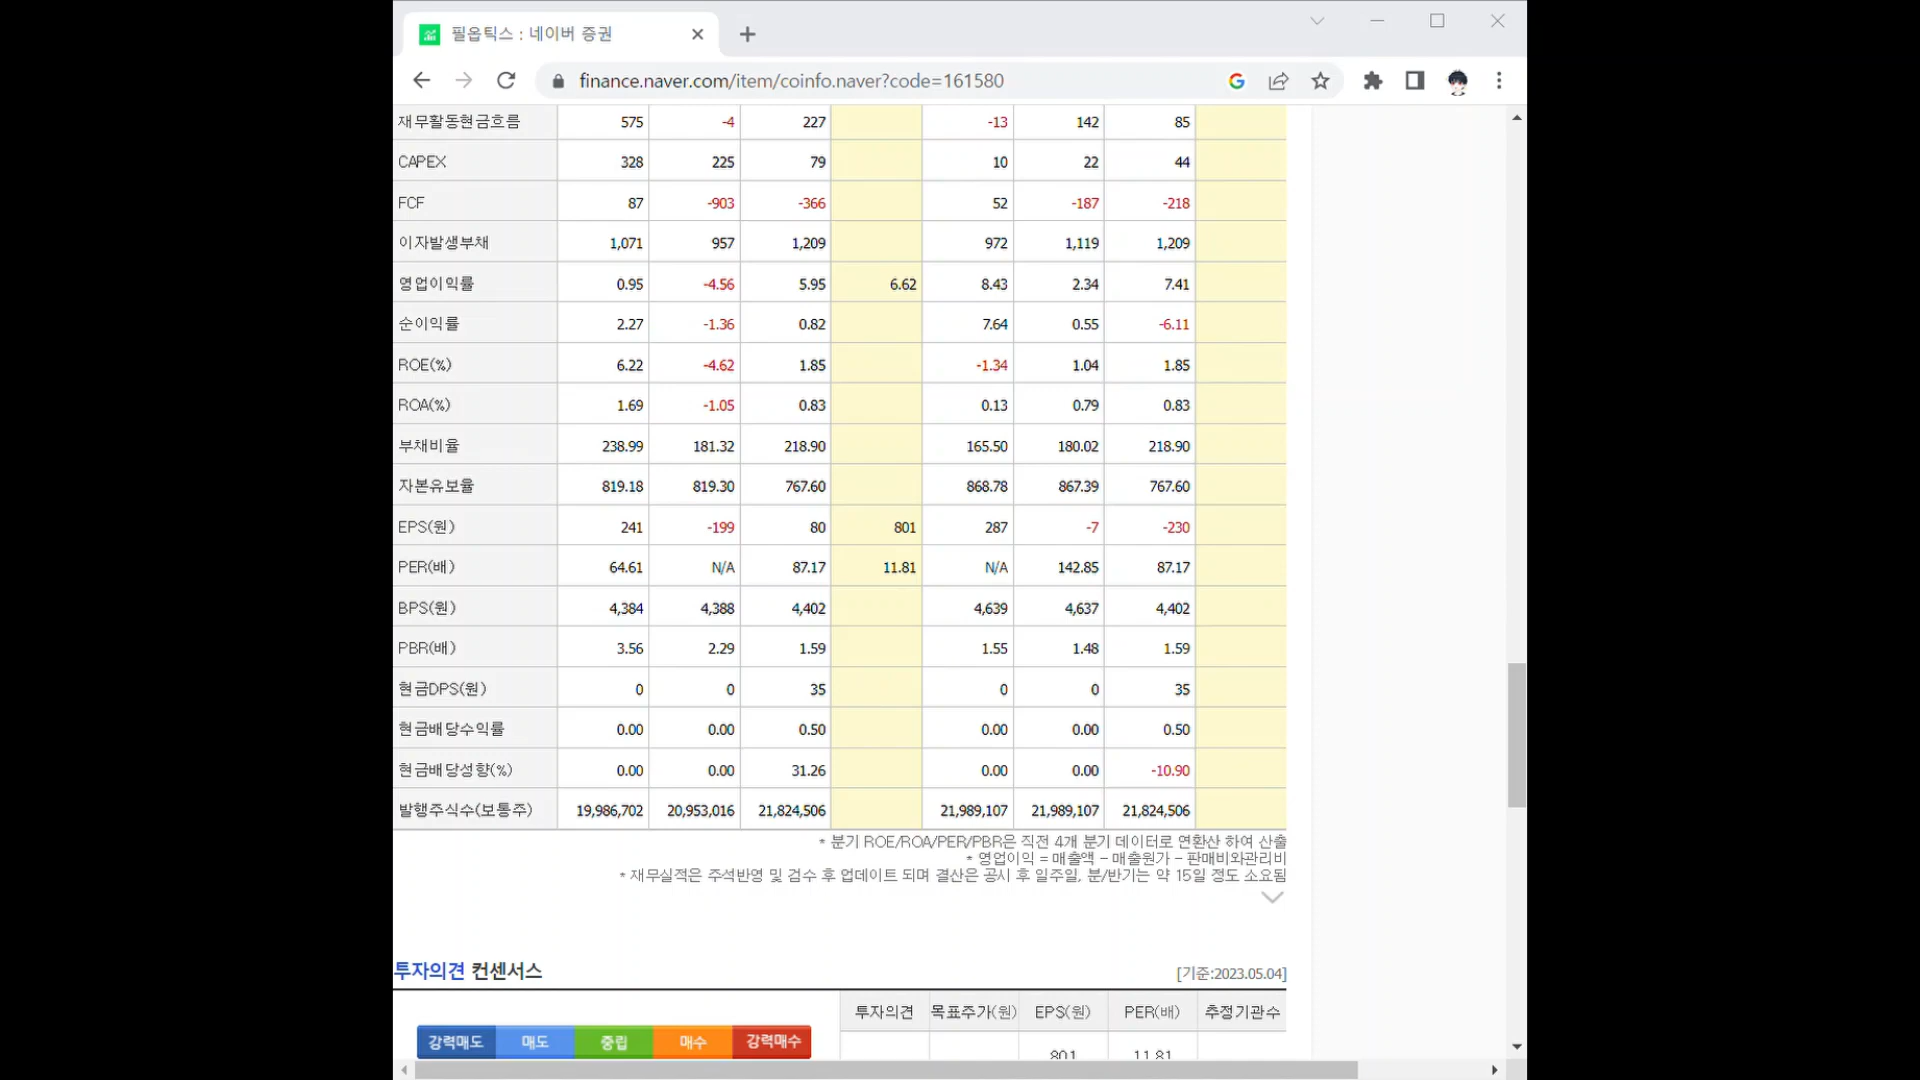 필옵틱스 : 네이버 증권
finance.naver.com/item/coinfo.naver?code=161580
재무활동현금흐름 575 -4 227 -13 142 85
CAPEX 328 225 79 10 22 44
FCF 87 -903 -366 52 -187 -218
이자발생부채 1,071 957 1,209 972 1,119 1,209
영업이익률 0.95 -4.56 5.95 6.62 8.43 2.34 7.41
순이익률 2.27 -1.36 0.82 7.64 0.55 -6.11
ROE(%) 6.22 -4.62 1.85 -1.34 1.04 1.85
ROA(%) 1.69 -1.05 0.83 0.13 0.79 0.83
부채비율 238.99 181.32 218.90 165.50 180.02 218.90
자본유보율 819.18 819.30 767.60 868.78 867.39 767.60
EPS(원) 241 -199 80 801 287 -7 -230
PER(배) 64.61 N/A 87.17 11.81 N/A 142.85 87.17
BPS(원) 4,384 4,388 4,402 4,639 4,637 4,402
PBR(배) 3.56 2.29 1.59 1.55 1.48 1.59
현금DPS(원) 0 0 35 0 0 35
현금배당수익률 0.00 0.00 0.50 0.00 0.00 0.50
현금배당성향(%) 0.00 0.00 31.26 0.00 0.00 -10.90
발행주식수(보통주) 19,986,702 20,953,016 21,824,506 21,989,107 21,989,107 21,824,506
* 분기 ROE/ROA/PER/PBR은 직전 4개 분기 데이터로 연환산 하여 산출
* 영업이익 = 매출액 - 매출원가 - 판매비와관리비
* 재무실적은 주석반영 및 검수 후 업데이트 되며 결산은 공시 후 일주일, 분/반기는 약 15일 정도 소요됨
투자의견 컨센서스 [기준:2023.05.04]
투자의견 목표주가(원) EPS(원) PER(배) 추정기관수
강력매도 매도 중립 매수 강력매수
801 11.81